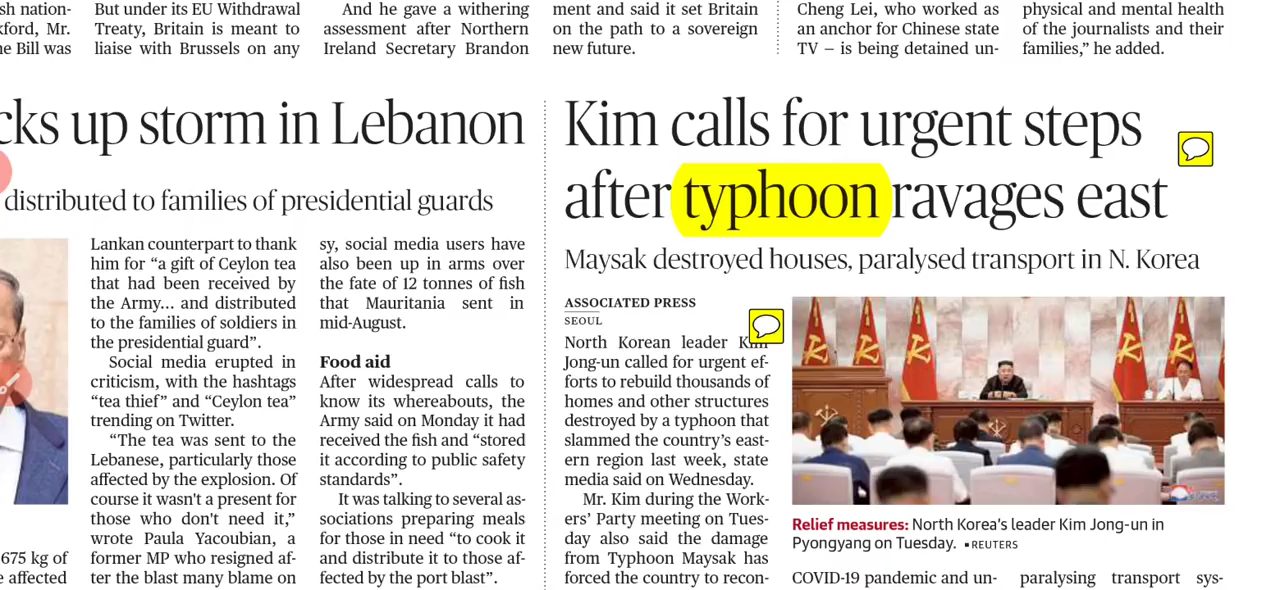 sh nation-
xford, Mr.
ne Bill was
But under its EU Withdrawal
Treaty, Britain is meant to
liaise with Brussels on any
And he gave a withering
assessment after Northern
Ireland Secretary Brandon
ment and said it set Britain
on the path to a sovereign
new future.
Cheng Lei, who worked as
an anchor for Chinese state
TV — is being detained un-
physical and mental health
of the journalists and their
families,” he added.
cks up storm in Lebanon
distributed to families of presidential guards
675 kg of
e affected
Lankan counterpart to thank
him for “a gift of Ceylon tea
that had been received by
the Army... and distributed
to the families of soldiers in
the presidential guard”.
Social media erupted in
criticism, with the hashtags
“tea thief” and “Ceylon tea”
trending on Twitter.
“The tea was sent to the
Lebanese, particularly those
affected by the explosion. Of
course it wasn't a present for
those who don't need it,”
wrote Paula Yacoubian, a
former MP who resigned af-
ter the blast many blame on
sy, social media users have
also been up in arms over
the fate of 12 tonnes of fish
that Mauritania sent in
mid-August.
Food aid
After widespread calls to
know its whereabouts, the
Army said on Monday it had
received the fish and “stored
it according to public safety
standards”.
It was talking to several as-
sociations preparing meals
for those in need “to cook it
and distribute it to those af-
fected by the port blast”.
Kim calls for urgent steps
after typhoon ravages east
Maysak destroyed houses, paralysed transport in N. Korea
ASSOCIATED PRESS
SEOUL
North Korean leader Kim
Jong-un called for urgent ef-
forts to rebuild thousands of
homes and other structures
destroyed by a typhoon that
slammed the country’s east-
ern region last week, state
media said on Wednesday.
Mr. Kim during the Work-
ers’ Party meeting on Tues-
day also said the damage
from Typhoon Maysak has
forced the country to recon-
Relief measures: North Korea’s leader Kim Jong-un in
Pyongyang on Tuesday. ▪ REUTERS
COVID-19 pandemic and un-
paralysing transport sys-